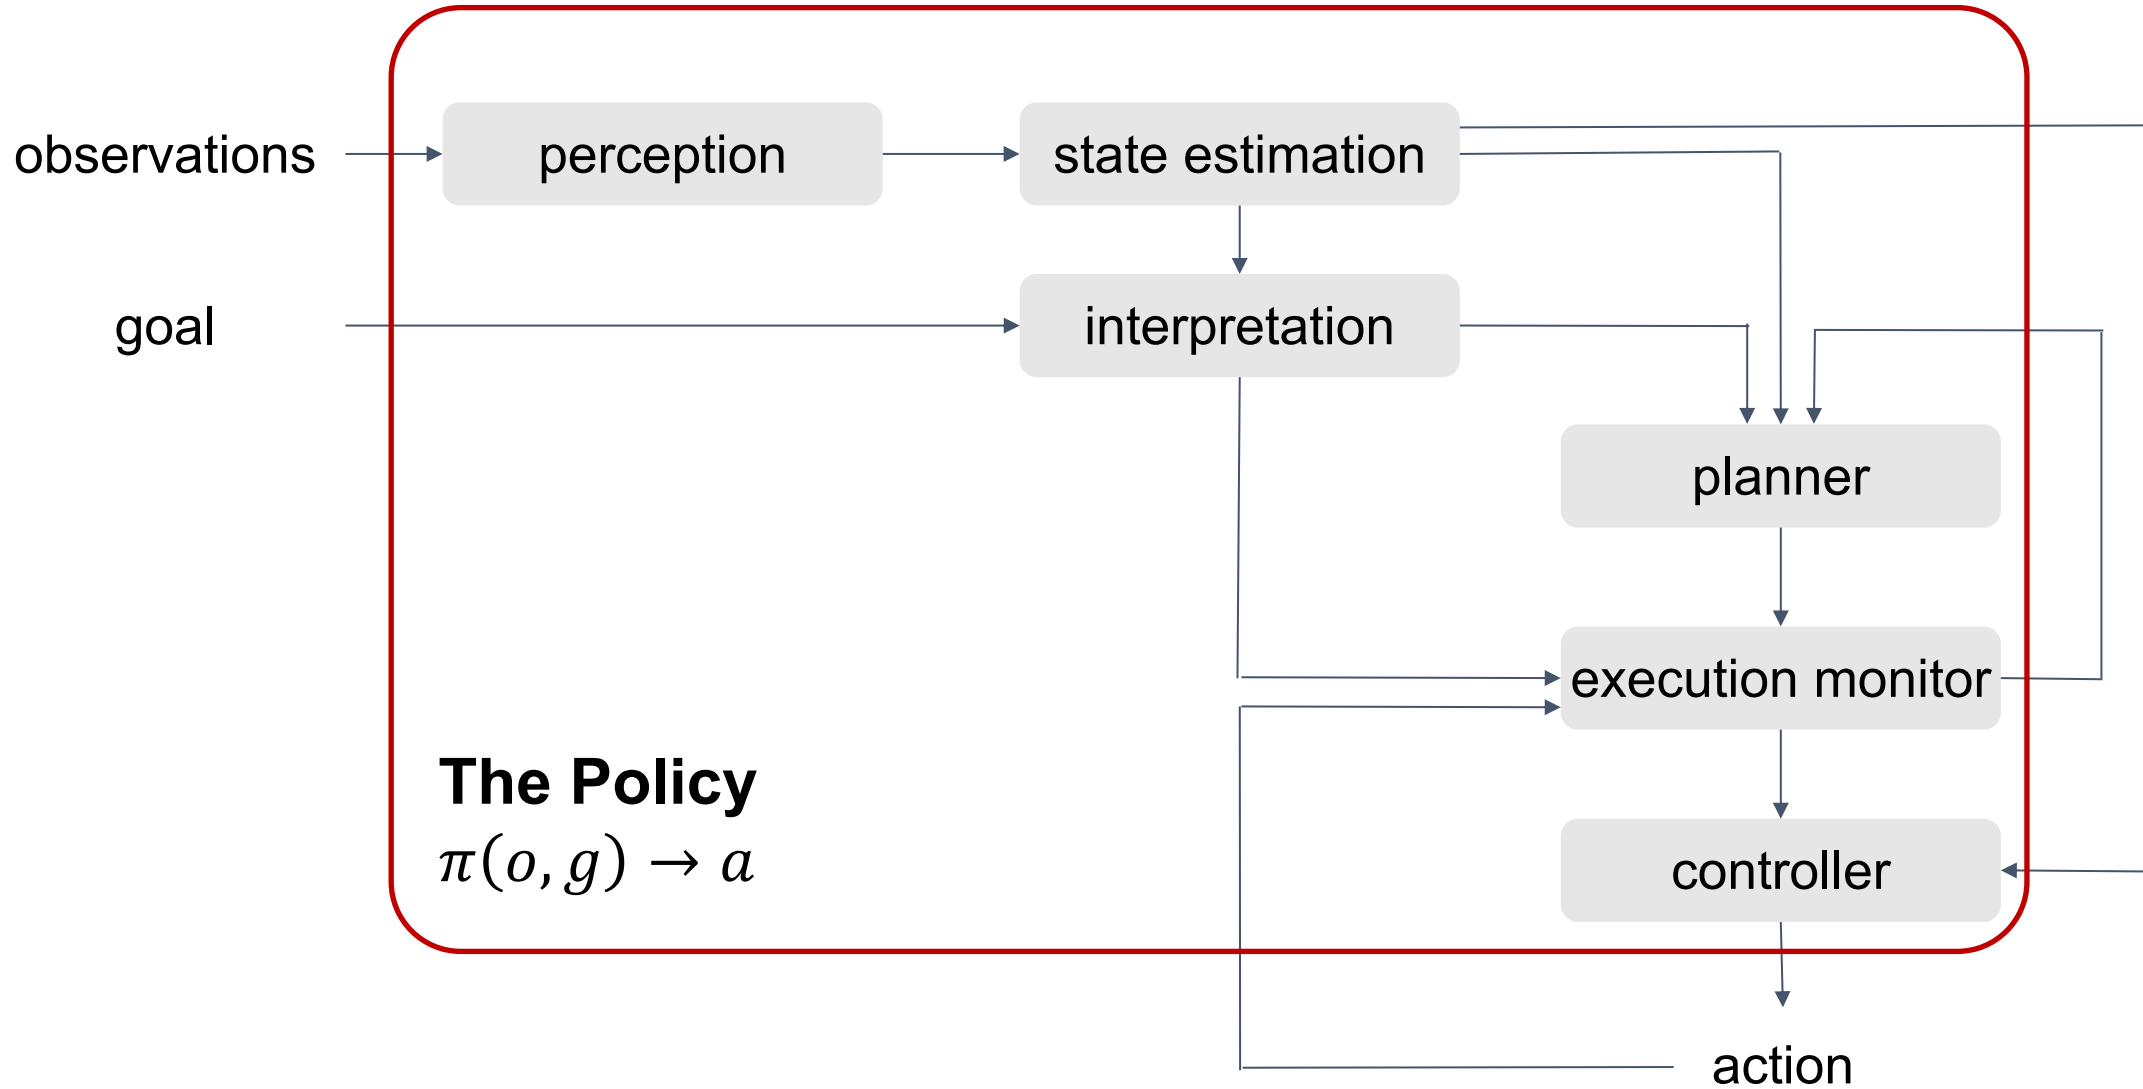 observations
perception
state estimation
goal
interpretation
planner
execution monitor
The Policy
π(o, g) → a
controller
action